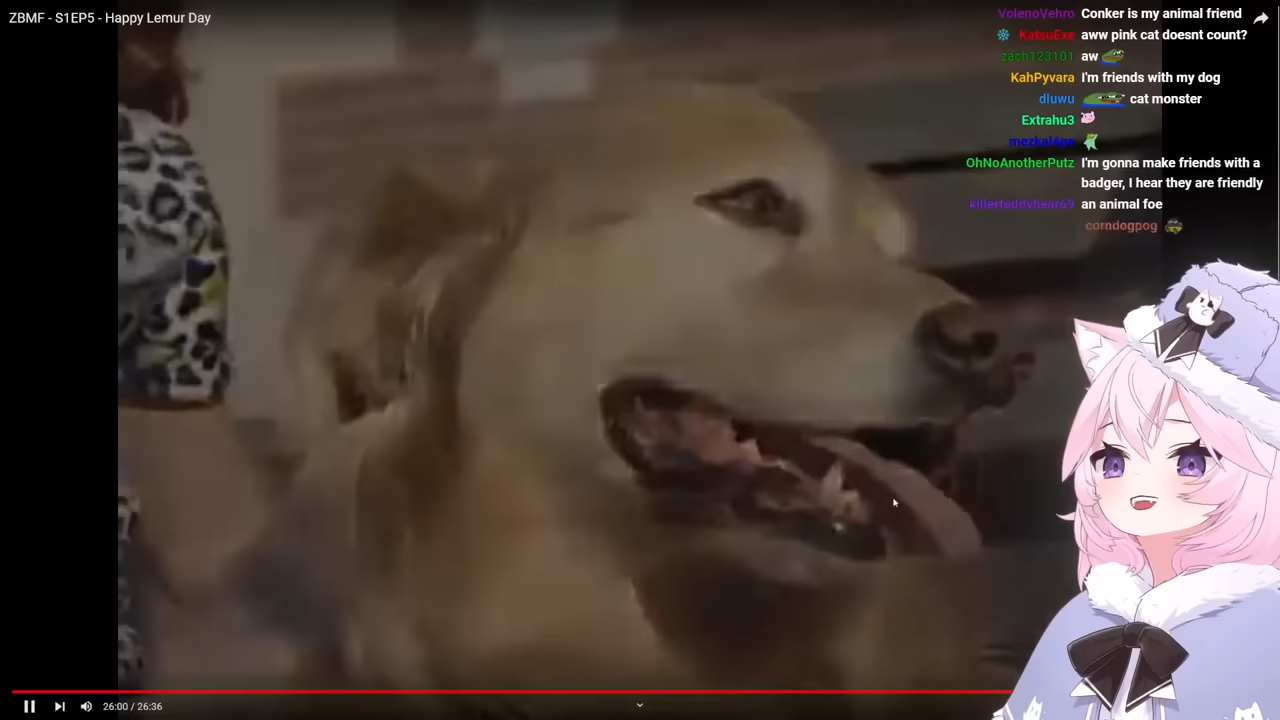 ZBMF - S1EP5 - Happy Lemur Day
VolenoVehro Conker is my animal friend
KatsuExe aww pink cat doesnt count?
zach123101 aw
KahPyvara I'm friends with my dog
dluwu cat monster
Extrahu3
mezkal4pe
OhNoAnotherPutz I'm gonna make friends with a
badger, I hear they are friendly
killerteddybear69 an animal foe
corndogpog
26:00 / 26:36